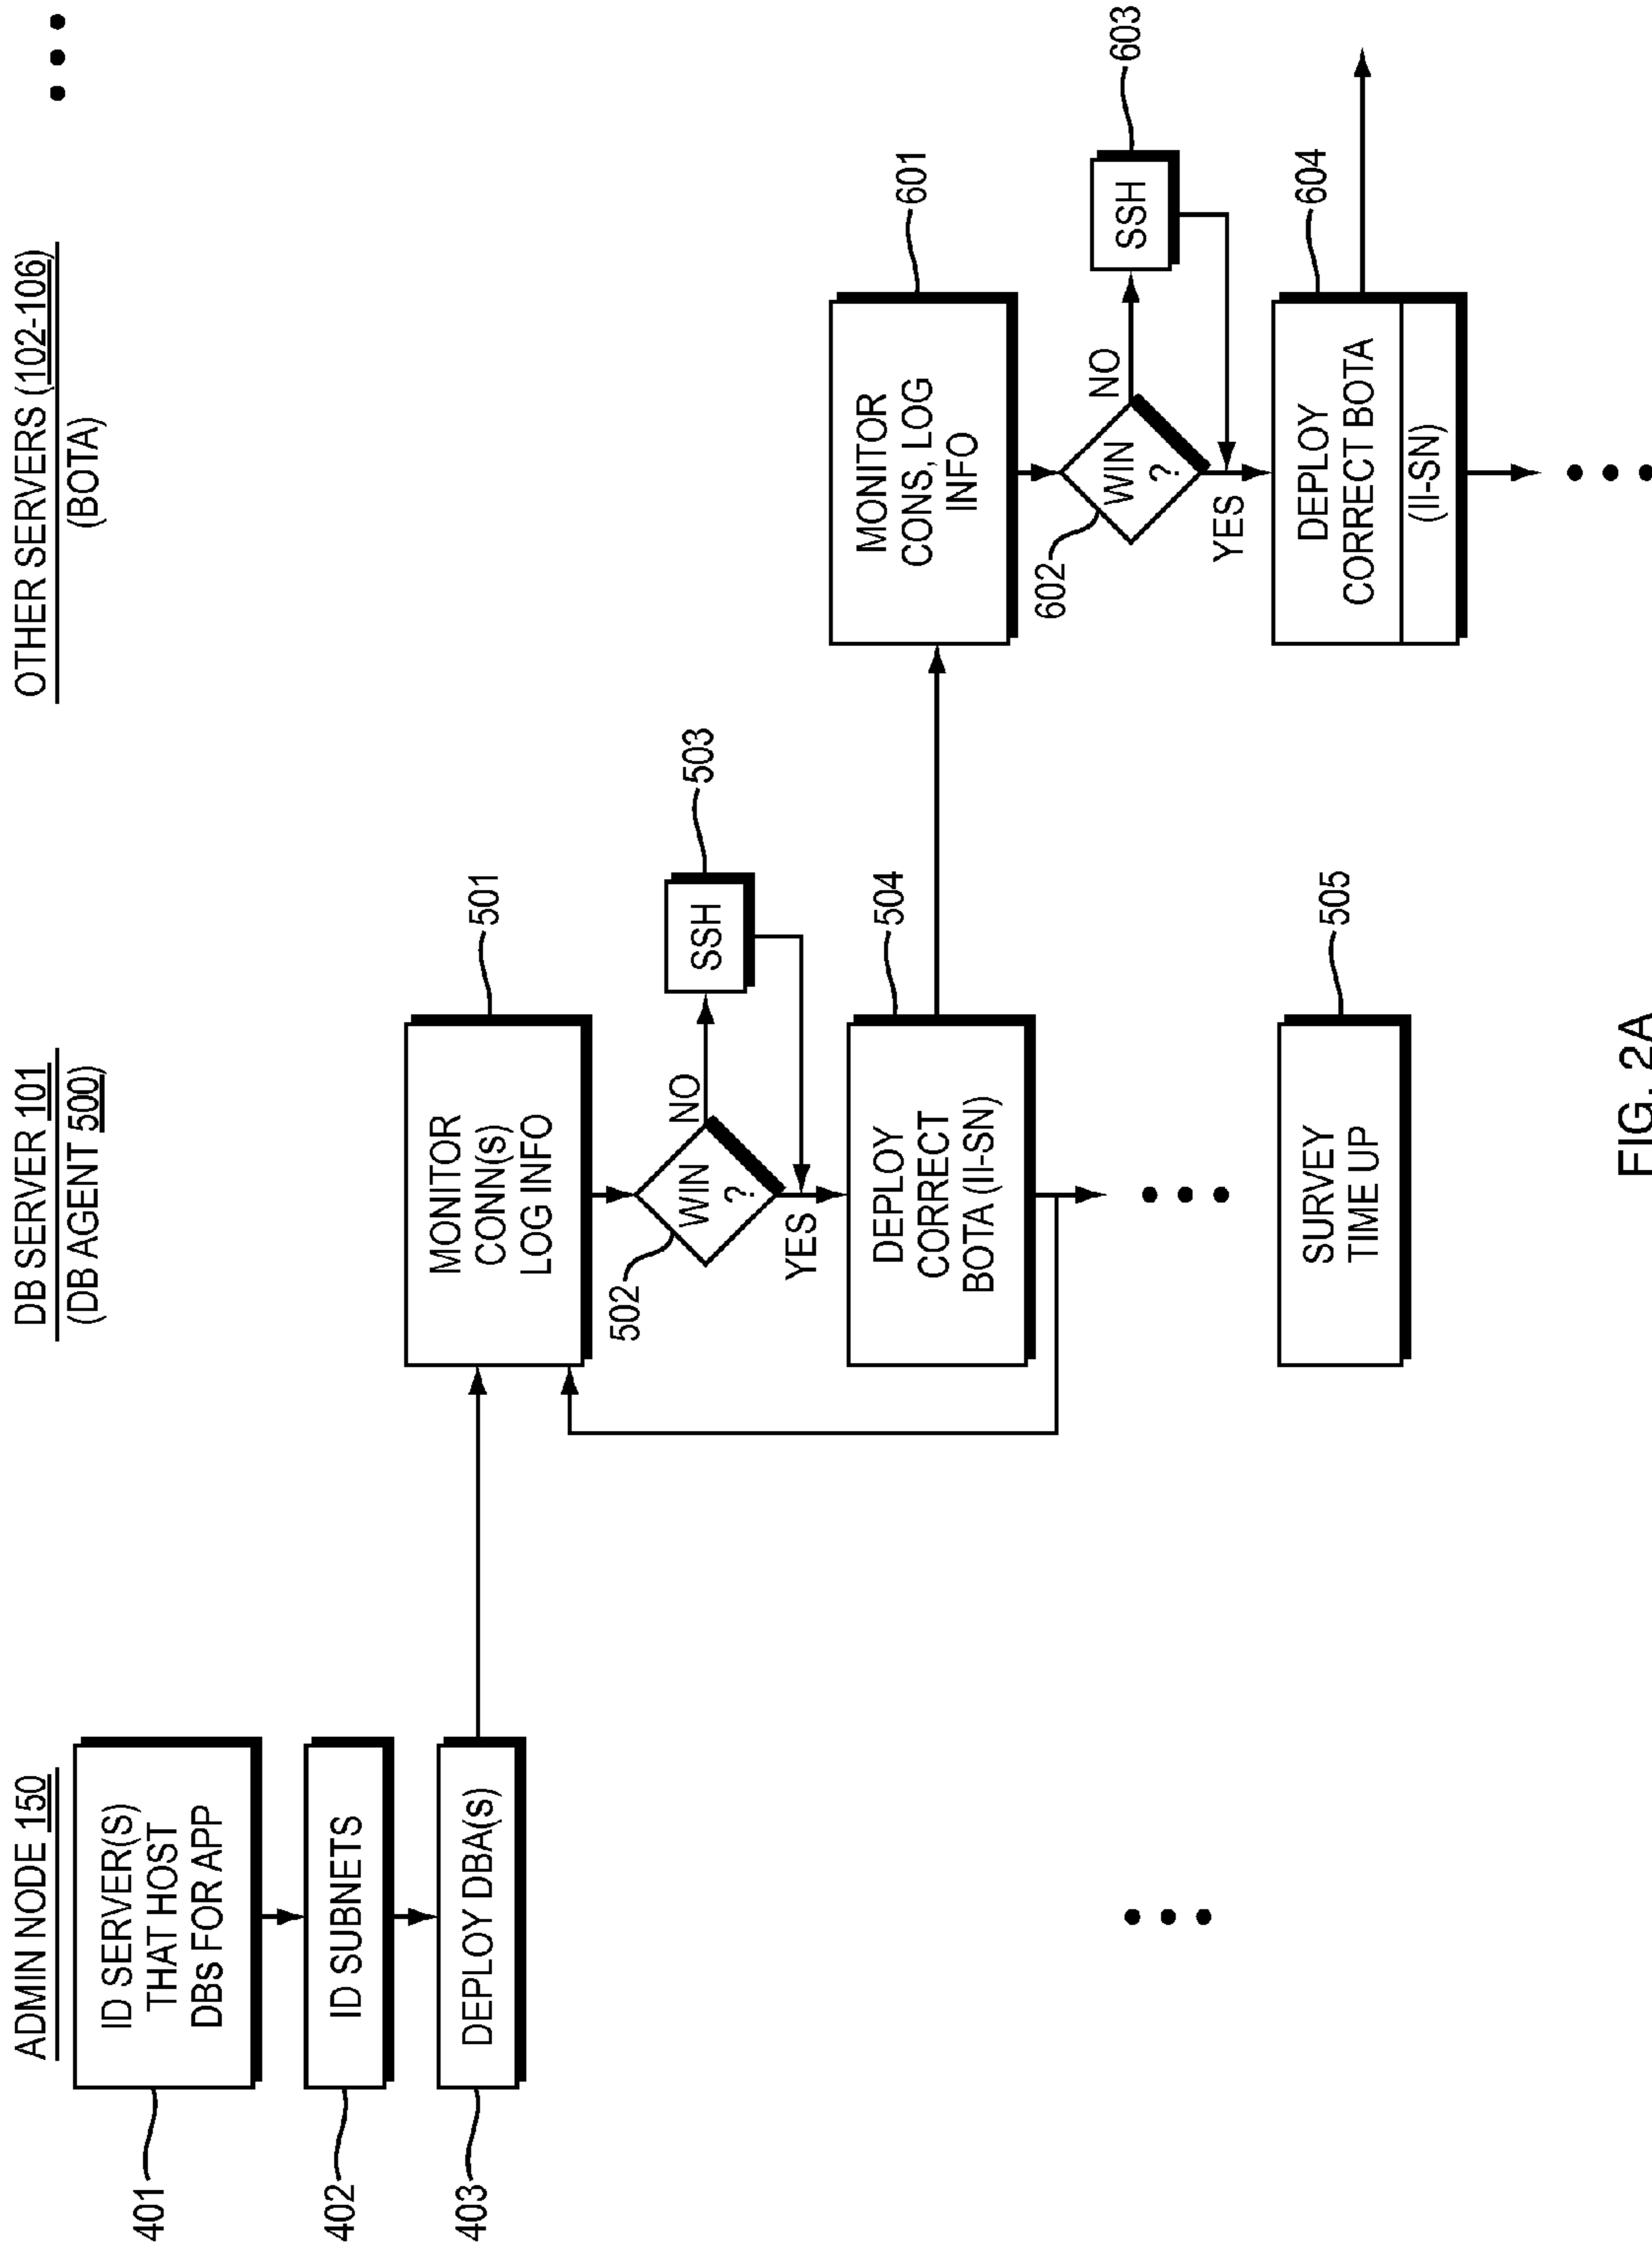 ADMIN NODE 150
401
ID SERVER(S)
THAT HOST
DBs FOR APP
402
ID SUBNETS
403
DEPLOY DBA(s)
DB SERVER 101
(DB AGENT 500)
501
MONITOR
CONN(s)
LOG INFO
502
WIN
?
NO
503
SSH
YES
504
DEPLOY
CORRECT
BOTA (II-SN)
505
SURVEY
TIME UP
OTHER SERVERS (102-106)
(BOTA)
601
MONITOR
CONS, LOG
INFO
602
WIN
?
NO
603
SSH
YES
604
DEPLOY
CORRECT BOTA
(II-SN)
FIG. 2A